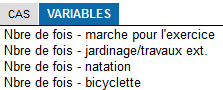 CAS VARIABLES
Nbre de fois - marche pour l'exercice
Nbre de fois - jardinage/travaux ext.
Nbre de fois - natation
Nbre de fois - bicyclette